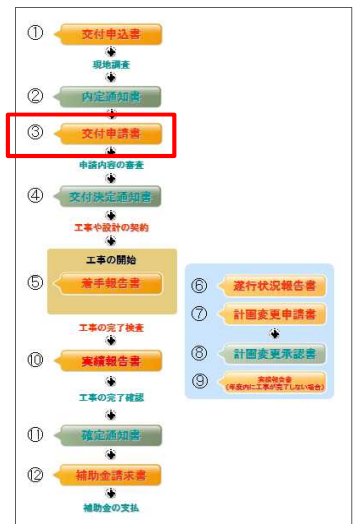 ① 交付申込書
現地調査
② 内定通知書
③ 交付申請書
申請内容の審査
④ 交付決定通知書
工事や設計の契約
工事の開始
⑤ 着手報告書
工事の完了検査
⑩ 実績報告書
工事の完了確認
⑪ 確定通知書
⑫ 補助金請求書
補助金の支払
⑥ 遂行状況報告書
⑦ 計画変更申請書
⑧ 計画変更承認書
⑨ 実績報告書
(年度内に工事が完了しない場合)